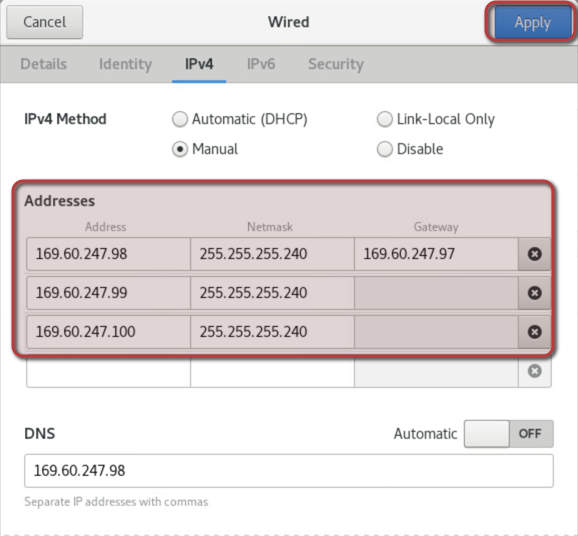 Cancel Wired Apply
Details Identity IPv4 IPv6 Security
IPv4 Method Automatic (DHCP) Link-Local Only
Manual Disable
Addresses
Address Netmask Gateway
169.60.247.98 255.255.255.240 169.60.247.97
169.60.247.99 255.255.255.240
169.60.247.100 255.255.255.240
DNS Automatic OFF
169.60.247.98
Separate IP addresses with commas